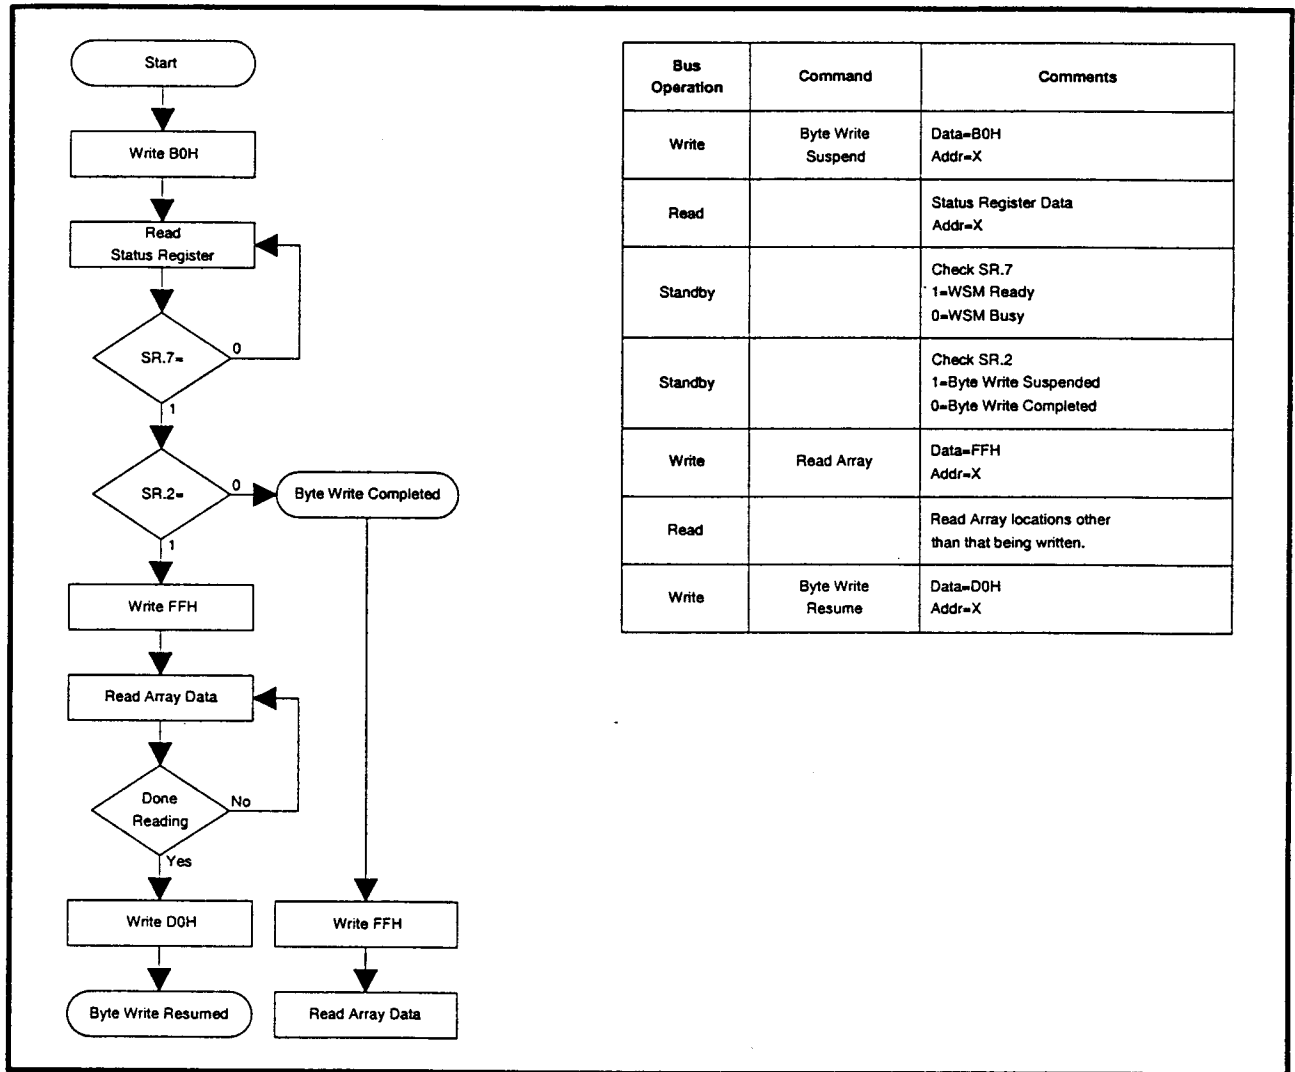 Start
Write B0H
Read
Status Register
SR.7=
0
1
SR.2=
0
Byte Write Completed
1
Write FFH
Read Array Data
Done
Reading
No
Yes
Write D0H
Write FFH
Byte Write Resumed
Read Array Data
Bus
Operation
Command
Comments
Write
Byte Write
Suspend
Data=B0H
Addr=X
Read
Status Register Data
Addr=X
Standby
Check SR.7
1=WSM Ready
0=WSM Busy
Standby
Check SR.2
1=Byte Write Suspended
0=Byte Write Completed
Write
Read Array
Data=FFH
Addr=X
Read
Read Array locations other
than that being written.
Write
Byte Write
Resume
Data=D0H
Addr=X